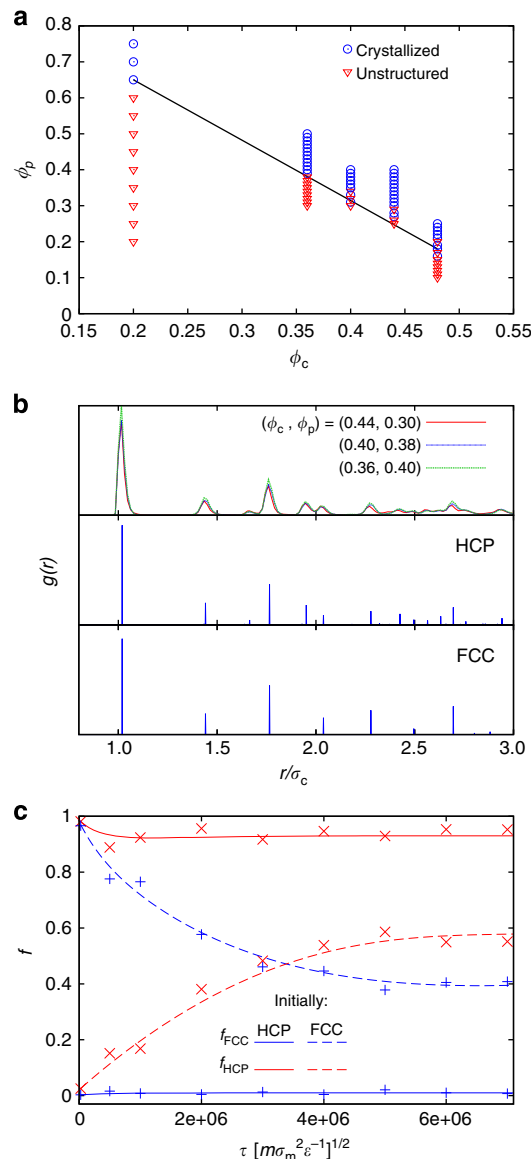 a
0.8
0.7
0.6
0.5
0.4
0.3
0.2
0.1
0
ϕp
Crystallized
Unstructured
0.15 0.2 0.25 0.3 0.35 0.4 0.45 0.5 0.55
ϕc
b
(ϕc , ϕp) = (0.44, 0.30)
(0.40, 0.38)
(0.36, 0.40)
HCP
g(r)
FCC
1.0 1.5 2.0 2.5 3.0
r/σc
c
1
0.8
0.6
0.4
0.2
0
f
Initially:
HCP FCC
fFCC
fHCP
0 2e+06 4e+06 6e+06
τ [mσm²ε⁻¹]¹/²